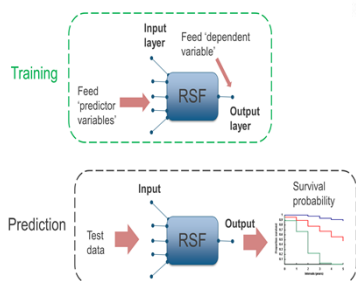 Training
Input
layer
Feed 'dependent
variable'
Feed
'predictor
variables'
RSF
Output
layer
Prediction
Input
Test
data
RSF
Output
Survival
probability